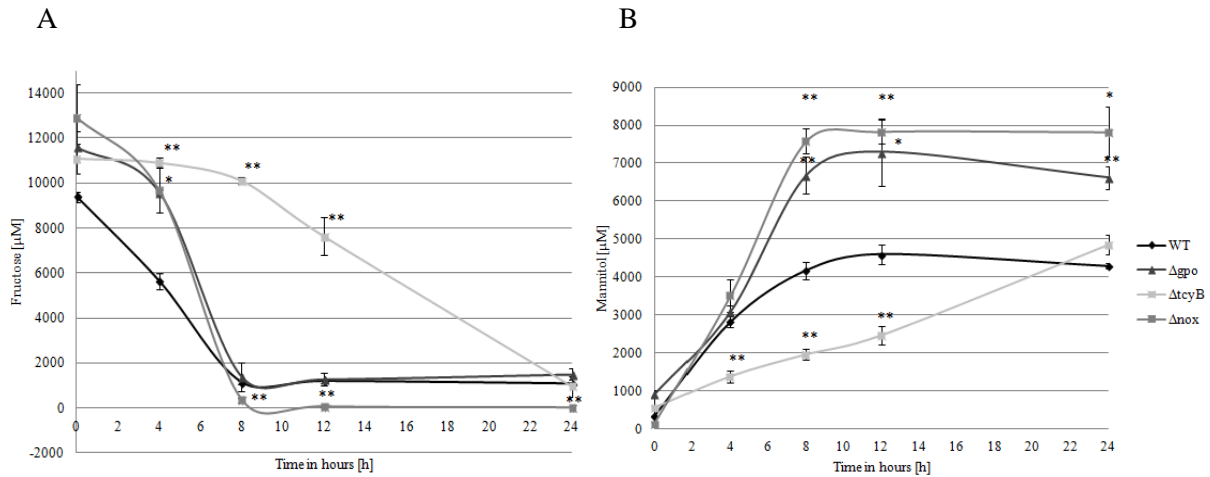 A
B
14000
12000
10000
8000
6000
4000
2000
0
-2000
Fructose [µM]
0 2 4 6 8 10 12 14 16 18 20 22 24
Time in hours [h]
**
*
**
**
**
**
**
9000
8000
7000
6000
5000
4000
3000
2000
1000
0
Mannitol [µM]
0 2 4 6 8 10 12 14 16 18 20 22 24
Time in hours [h]
**
**
*
**
*
**
**
**
**
WT
Δgpo
ΔtcyB
Δnox